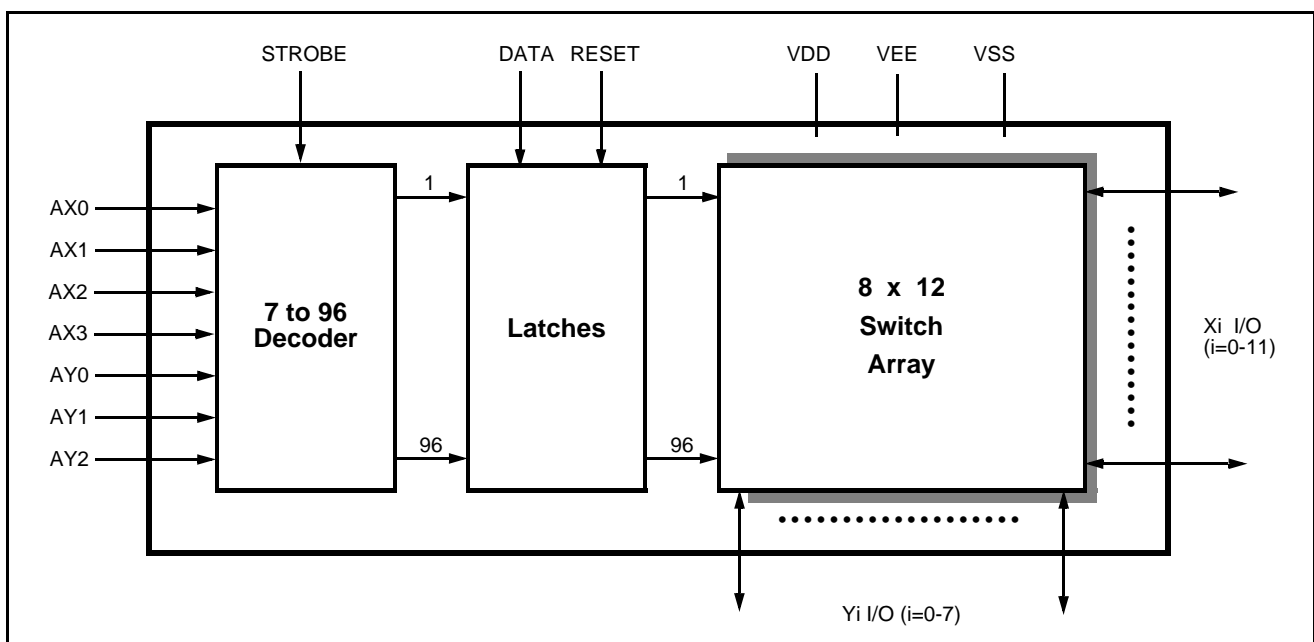 STROBE
DATA RESET
VDD
VEE
VSS
AX0
AX1
AX2
AX3
AY0
AY1
AY2
7 to 96
Decoder
1
96
Latches
1
96
8 x 12
Switch
Array
Xi I/O
(i=0-11)
Yi I/O (i=0-7)